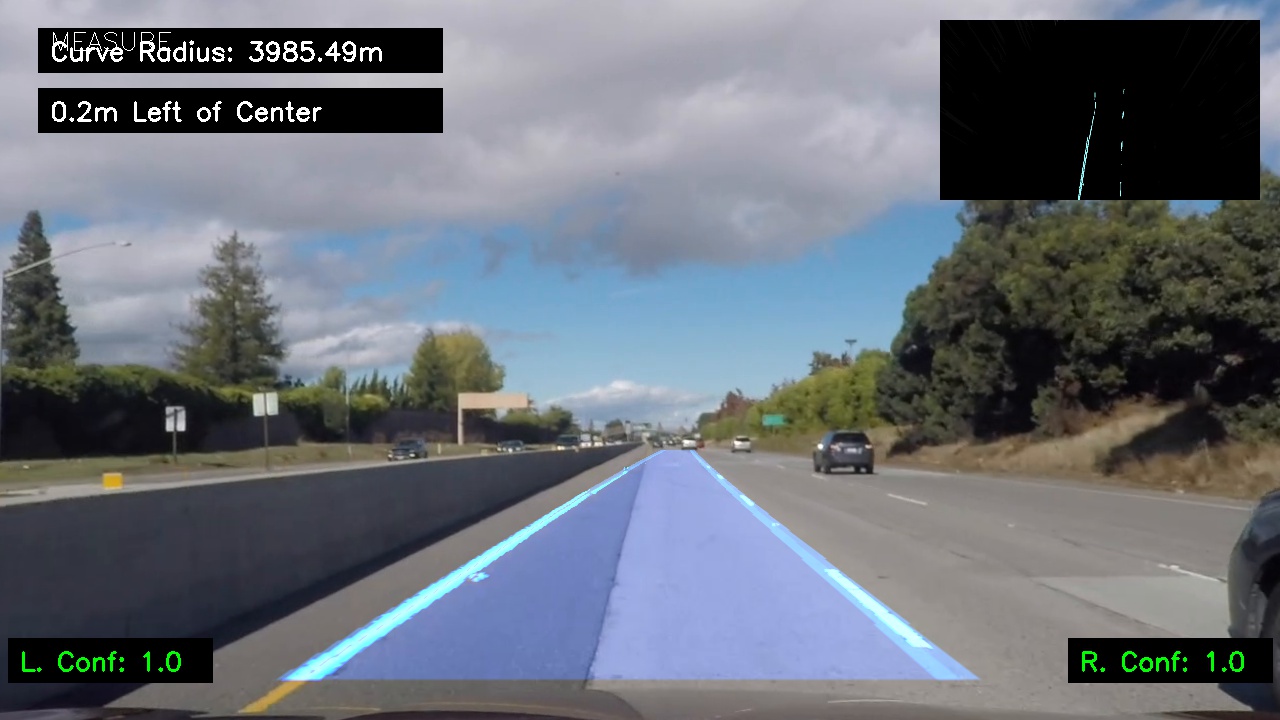 MEASURE
Curve Radius: 3985.49m
0.2m Left of Center
L. Conf: 1.0
R. Conf: 1.0